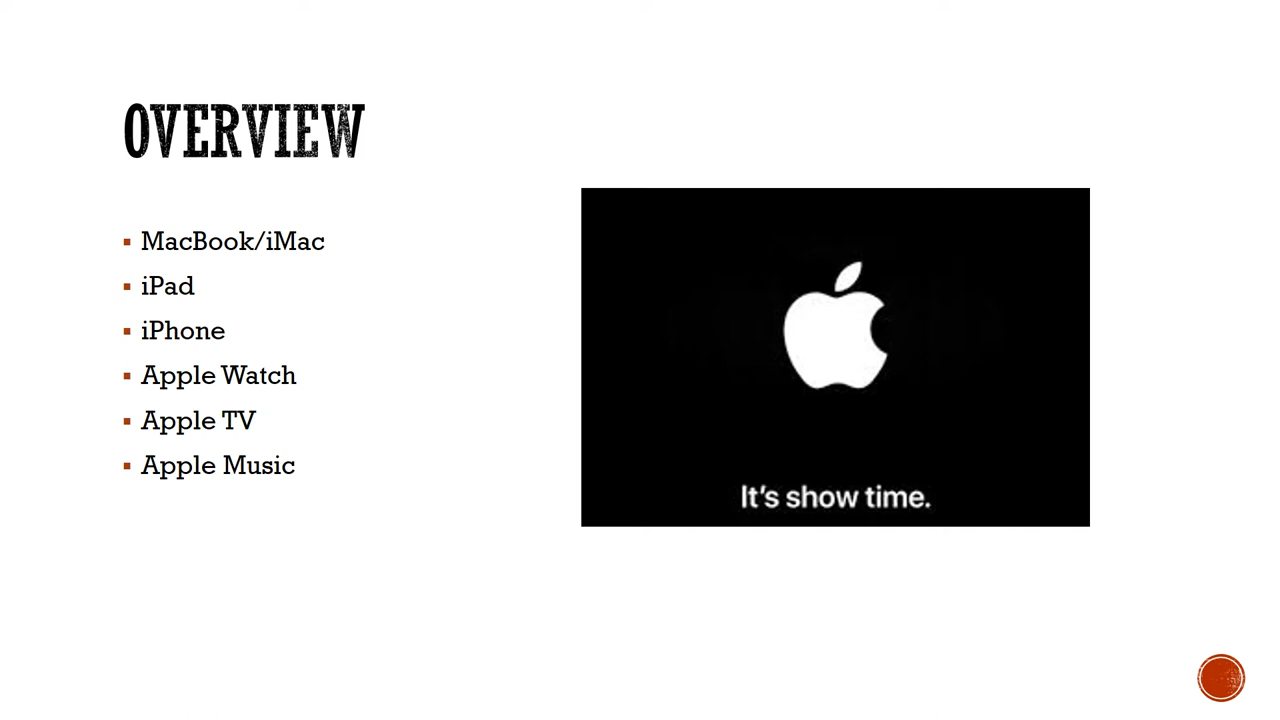 OVERVIEW
MacBook/iMac
iPad
iPhone
Apple Watch
Apple TV
Apple Music
It's show time.